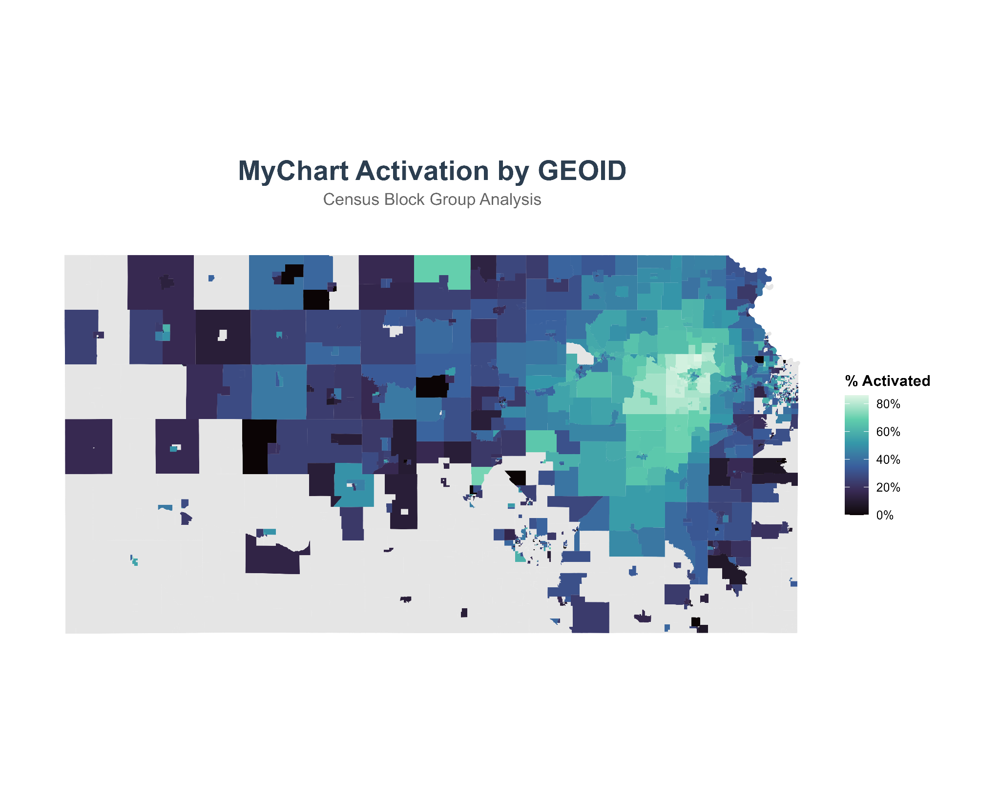 MyChart Activation by GEOID
Census Block Group Analysis
% Activated
80%
60%
40%
20%
0%